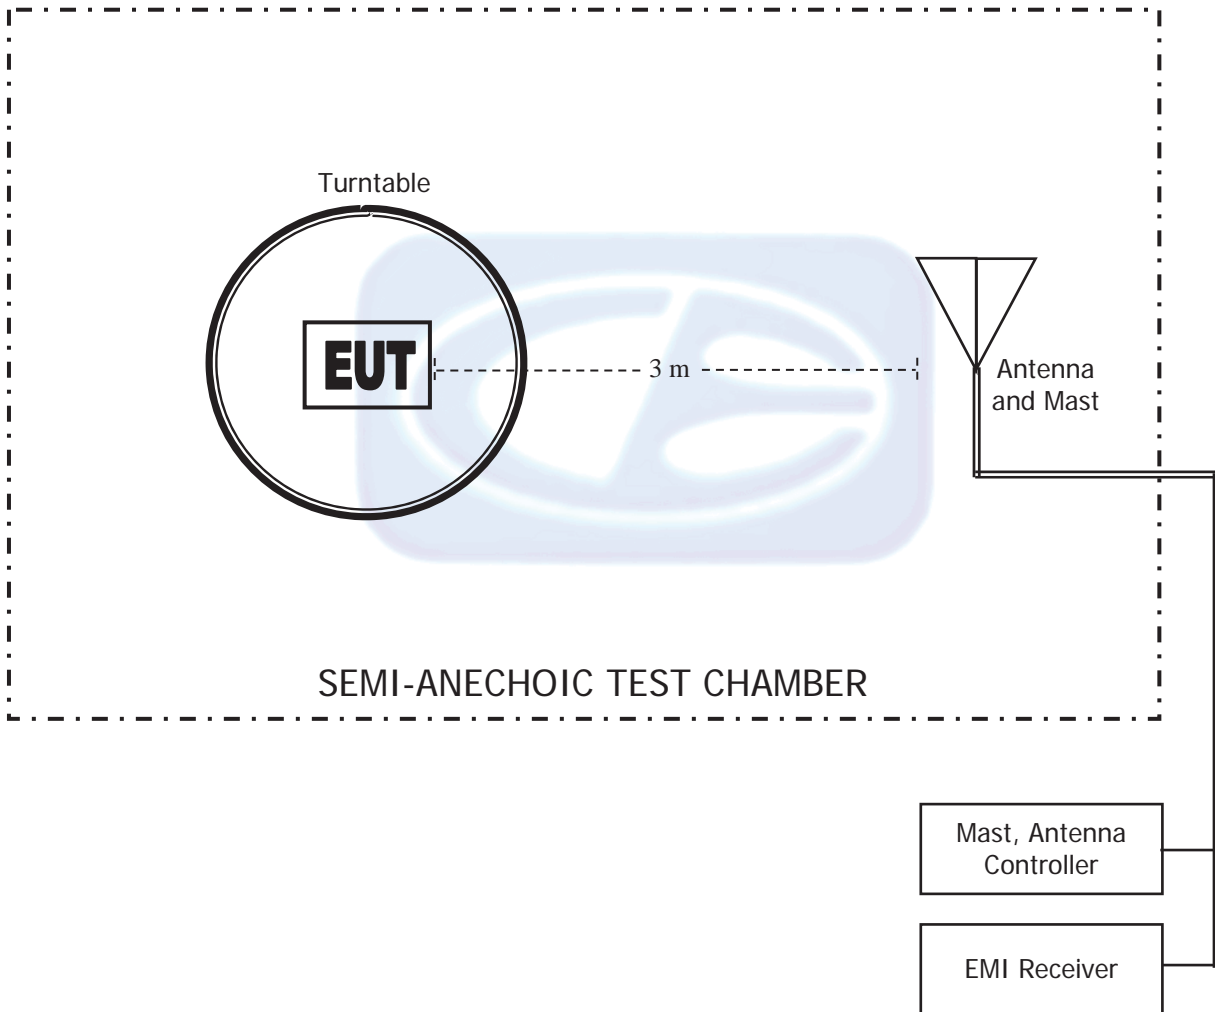 Turntable
EUT
3 m
Antenna
and Mast
SEMI-ANECHOIC TEST CHAMBER
Mast, Antenna
Controller
EMI Receiver